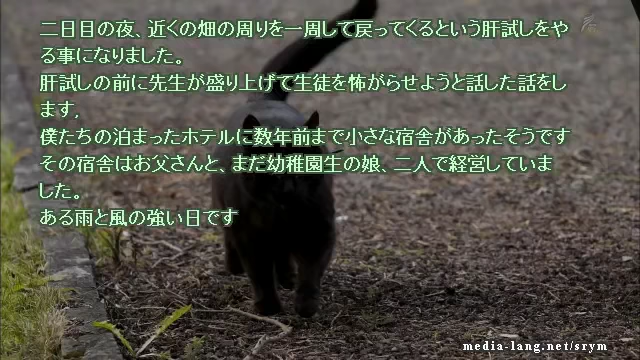 二日目の夜、近くの畑の周りを一周して戻ってくるという肝試しをや
る事になりました。
肝試しの前に先生が盛り上げて生徒を怖がらせようと話した話をし
ます,
僕たちの泊まったホテルに数年前まで小さな宿舎があったそうです
その宿舎はお父さんと、まだ幼稚園生の娘、二人で経営していま
した。
ある雨と風の強い日です
media-lang.net/srym